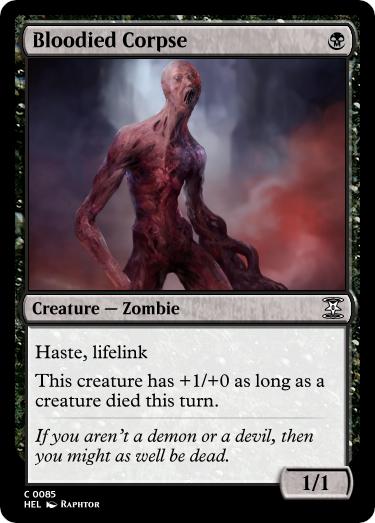 Bloodied Corpse
Creature — Zombie
Haste, lifelink
This creature has +1/+0 as long as a
creature died this turn.
If you aren't a demon or a devil, then
you might as well be dead.
1/1
C 0085
HEL Raphtor